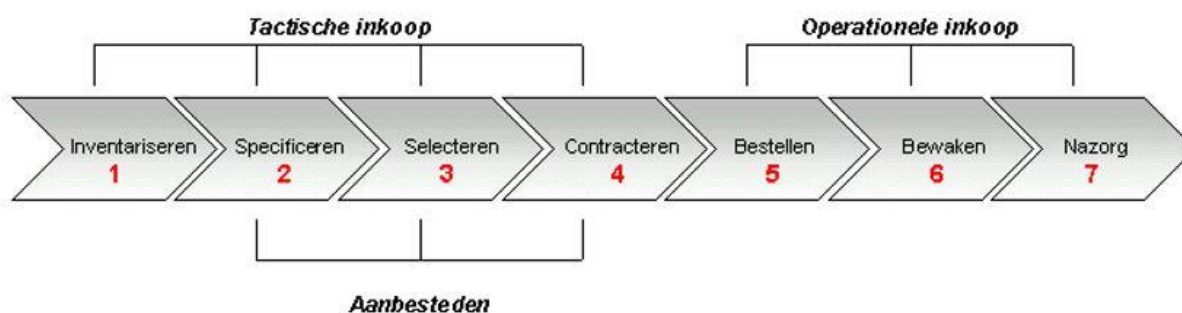 Tactische inkoop
Operationele inkoop
Inventariseren
1
Specificeren
2
Selecteren
3
Contracteren
4
Bestellen
5
Bewaken
6
Nazorg
7
Aanbesteden